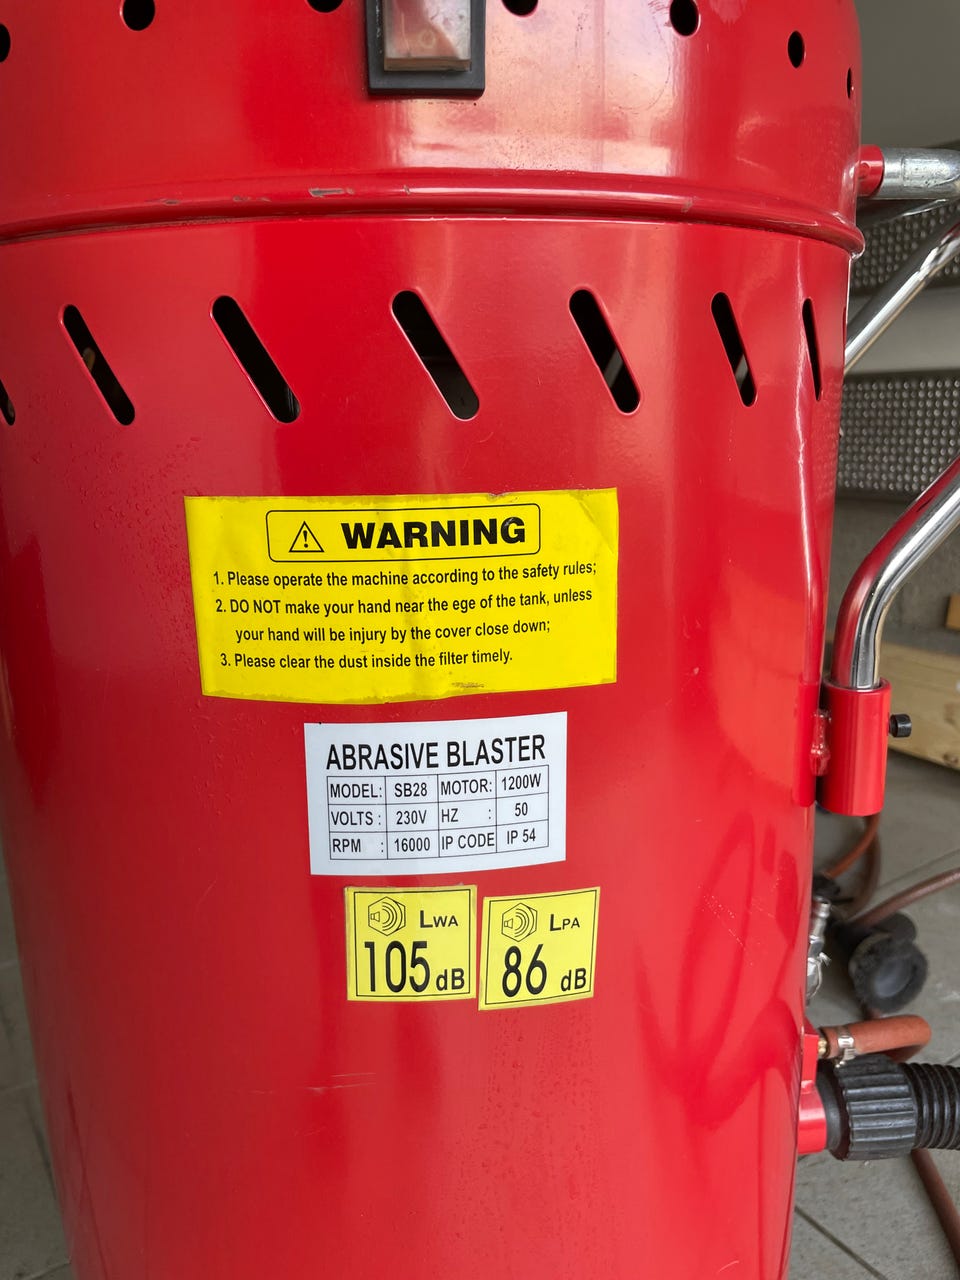 WARNING
1. Please operate the machine according to the safety rules;
2. DO NOT make your hand near the ege of the tank, unless
your hand will be injury by the cover close down;
3. Please clear the dust inside the filter timely.
ABRASIVE BLASTER
MODEL: SB28 MOTOR: 1200W
VOLTS : 230V HZ : 50
RPM : 16000 IP CODE IP 54
LWA
105 dB
LPA
86 dB